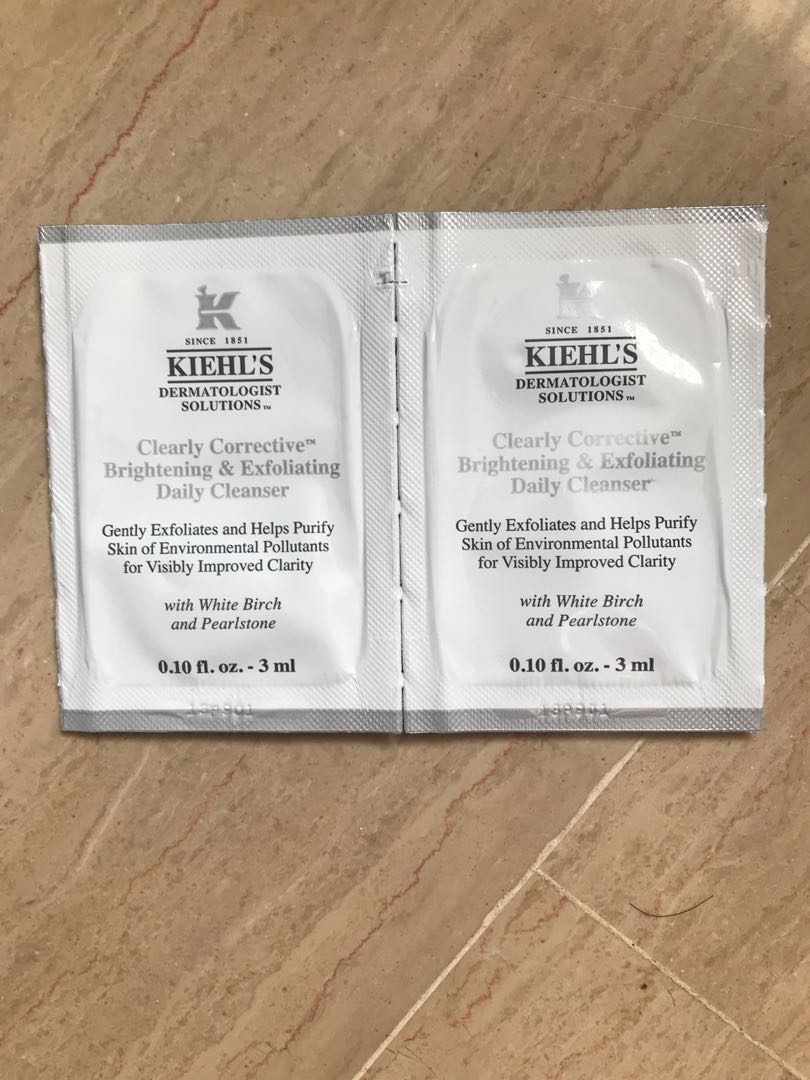 K
SINCE 1851
KIEHL'S
DERMATOLOGIST
SOLUTIONS™
Clearly Corrective™
Brightening & Exfoliating
Daily Cleanser
Gently Exfoliates and Helps Purify
Skin of Environmental Pollutants
for Visibly Improved Clarity
with White Birch
and Pearlstone
0.10 fl. oz. - 3 ml
K
SINCE 1851
KIEHL'S
DERMATOLOGIST
SOLUTIONS™
Clearly Corrective™
Brightening & Exfoliating
Daily Cleanser
Gently Exfoliates and Helps Purify
Skin of Environmental Pollutants
for Visibly Improved Clarity
with White Birch
and Pearlstone
0.10 fl. oz. - 3 ml